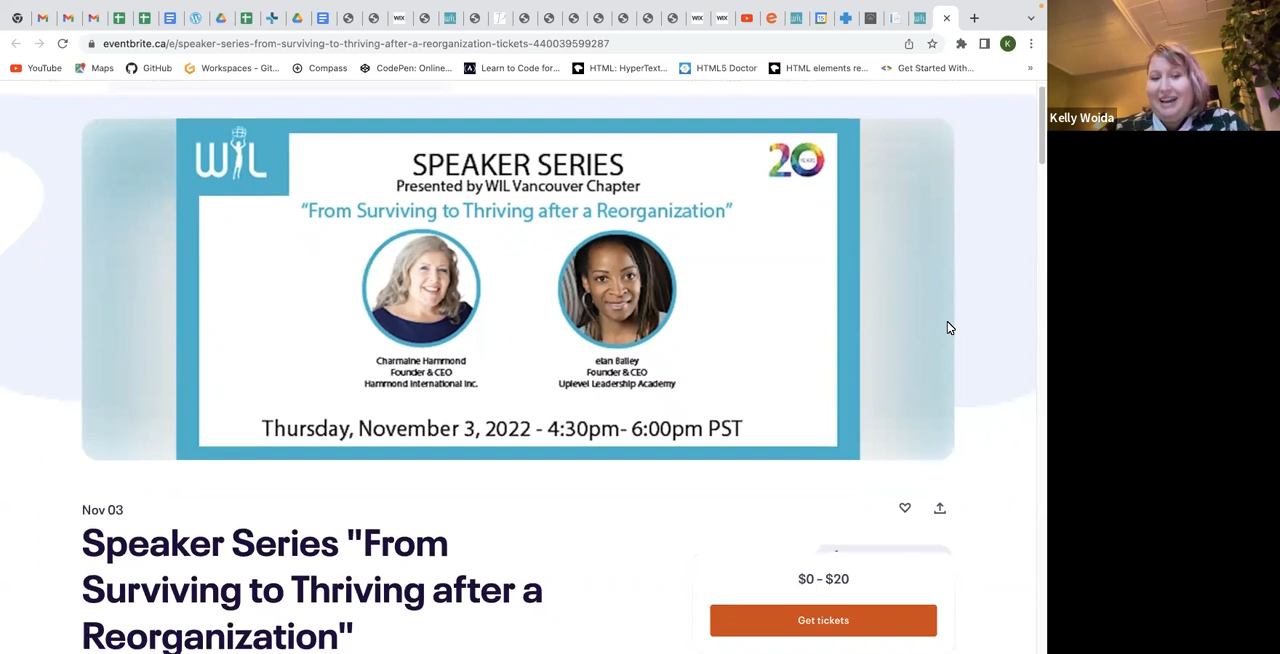 eventbrite.ca/e/speaker-series-from-surviving-to-thriving-after-a-reorganization-tickets-440039599287
K
YouTube
Maps
GitHub
Workspaces - Git...
Compass
CodePen: Online...
Learn to Code for...
HTML: HyperText...
HTML5 Doctor
HTML elements re...
Get Started With...
»
Kelly Woida
WIL
20
YEARS
SPEAKER SERIES
Presented by WIL Vancouver Chapter
“From Surviving to Thriving after a Reorganization”
Charmaine Hammond
Founder & CEO
Hammond International Inc.
elan Bailey
Founder & CEO
Uplevel Leadership Academy
Thursday, November 3, 2022 - 4:30pm- 6:00pm PST
Nov 03
Speaker Series "From
Surviving to Thriving after a
Reorganization"
$0 – $20
Get tickets